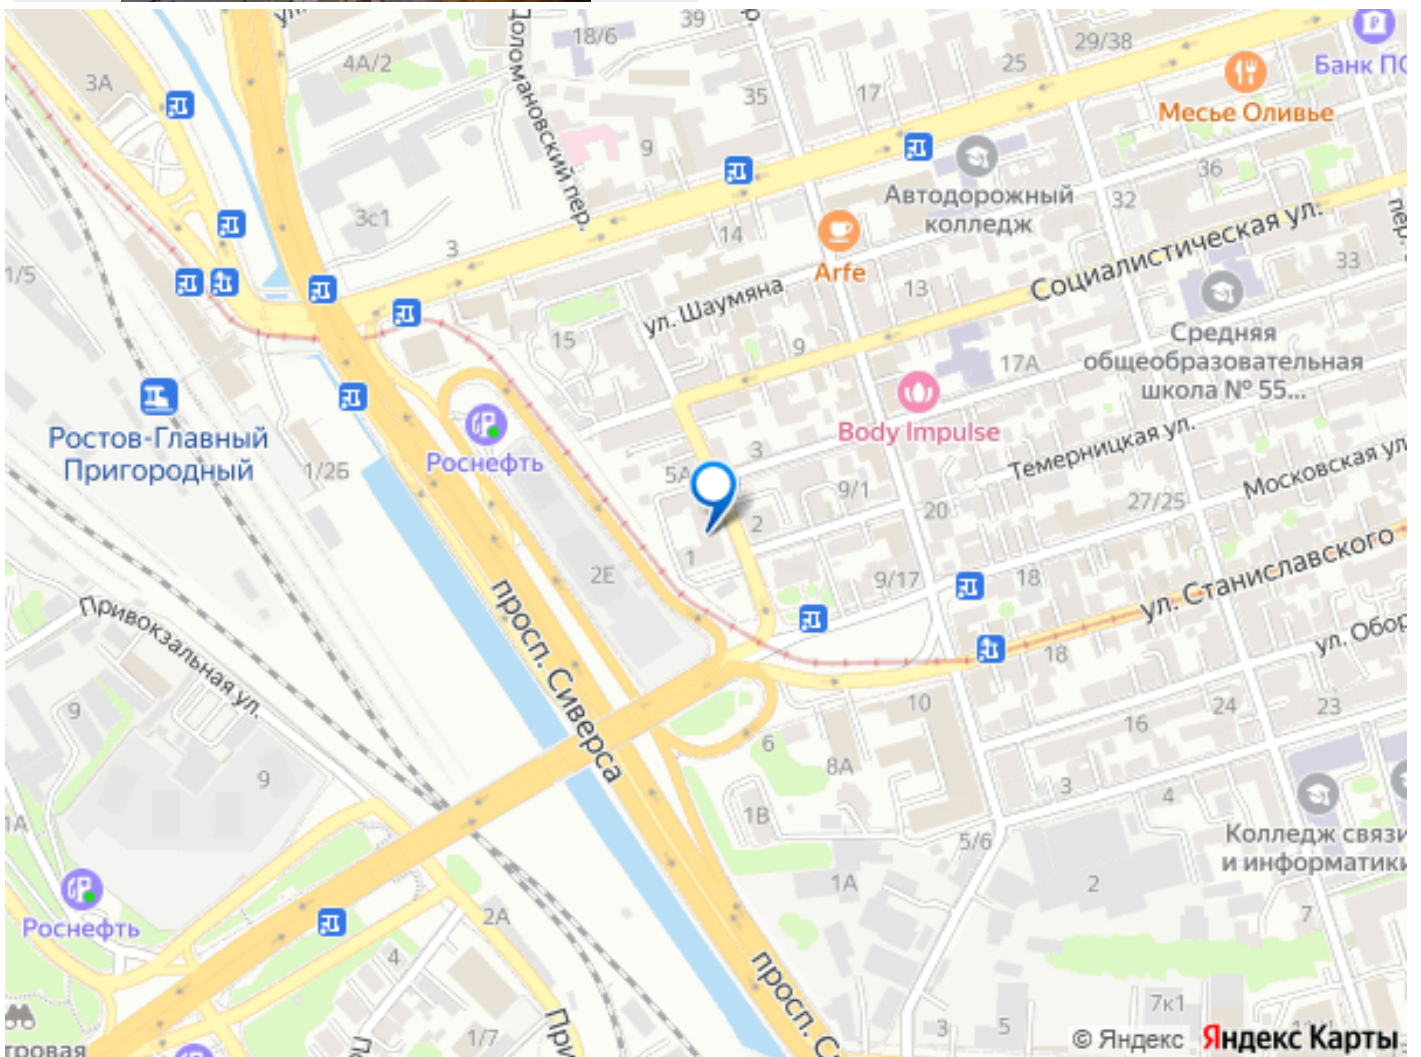 39
18/6
29/38
4А/2
25
Банк ПС
3А
Доломановский пер.
35
17
Месье Оливье
9
36
Автодорожный
колледж
32
3с1
14
Социалистическая ул.
3
Arfe
33
1/5
ул. Шаумяна
13
Средняя
общеобразовательная
школа № 55...
15
9
17А
Ростов-Главный
Пригородный
Роснефть
Body Impulse
Темерницкая ул.
1/2Б
5А
3
9/1
27/25
Московская ул
20
2
1
2Е
9/17
18
ул. Станиславского
Привокзальная ул.
просп. Сиверса
18
ул. Обор
9
10
24
23
16
6
8А
9
3
4
1А
1В
5/6
Колледж связи
и информатики
1А
2
Роснефть
2А
7
4
просп. С
7к1
1/7
При
3
5
тровая
© Яндекс Яндекс Карты